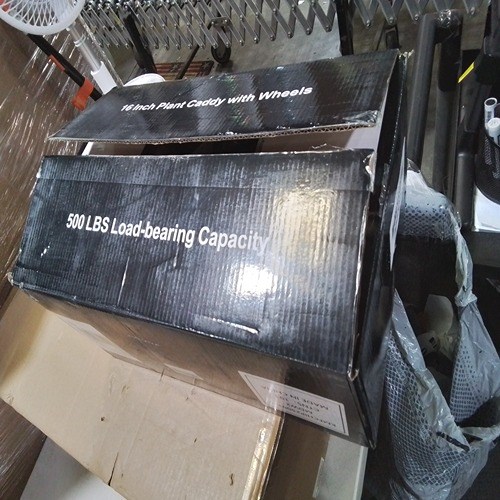 16 Inch Plant Caddy with Wheels
500 LBS Load-bearing Capacity